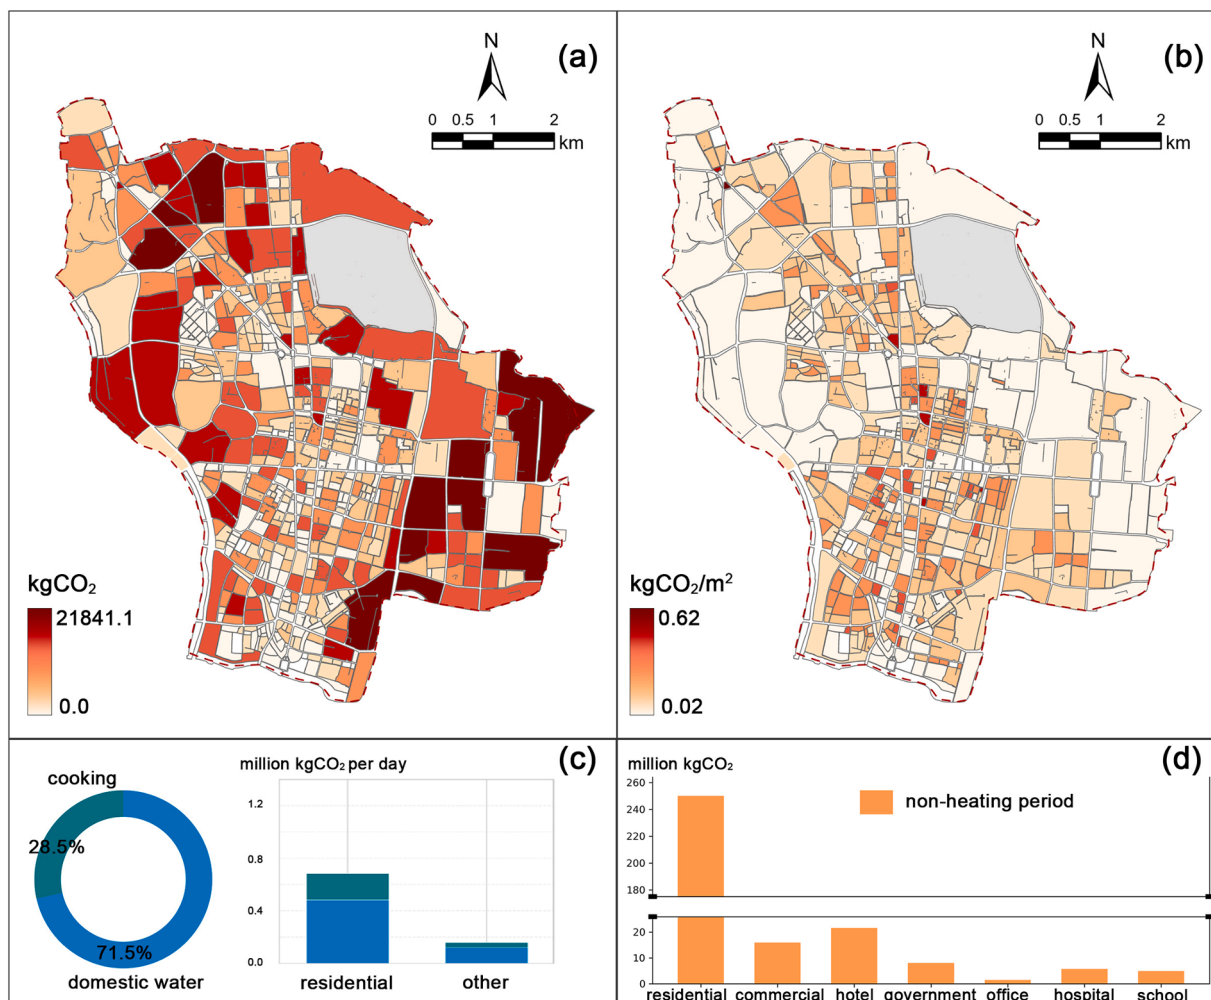 (a)
N
0 0.5 1 2
km
kgCO₂
21841.1
0.0
(b)
N
0 0.5 1 2
km
kgCO₂/m²
0.62
0.02
(c)
cooking
28.5%
71.5%
domestic water
million kgCO₂ per day
1.2
0.8
0.4
0.0
residential other
(d)
million kgCO₂
non-heating period
260
240
220
200
180
20
10
0
residential commercial hotel government office hospital school